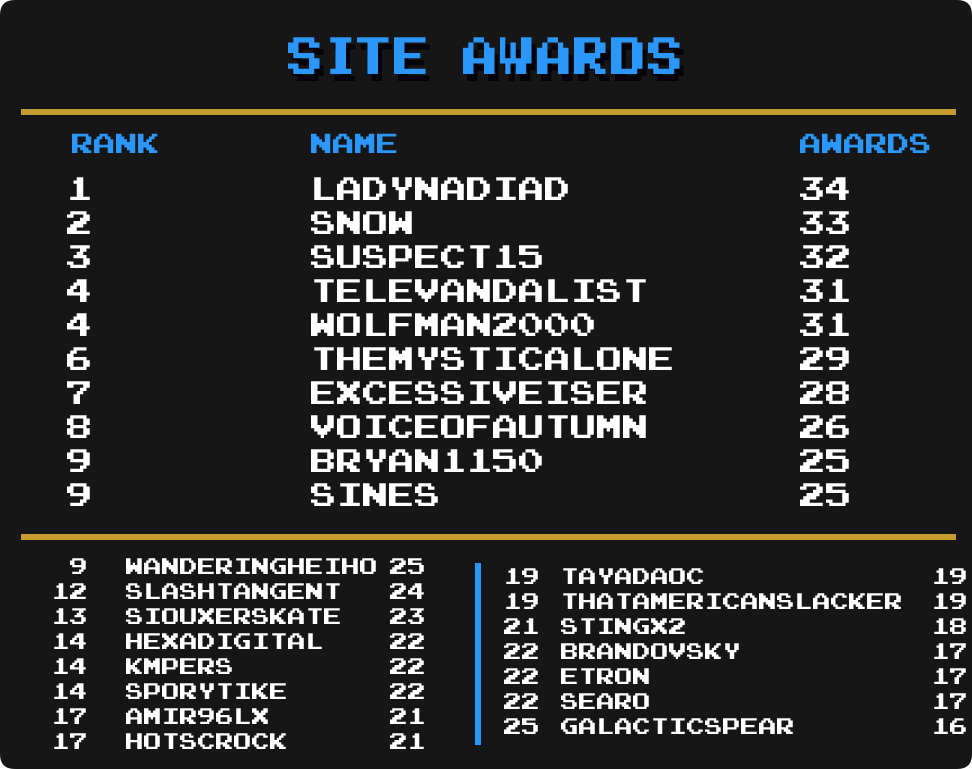 SITE AWARDS
RANK NAME AWARDS
1 LADYNADIAD 34
2 SNOW 33
3 SUSPECT15 32
4 TELEVANDALIST 31
4 WOLFMAN2000 31
6 THEMYSTICALONE 29
7 EXCESSIVEISER 28
8 VOICEOFAUTUMN 26
9 BRYAN1150 25
9 SINES 25
9 WANDERINGHEIHO 25
12 SLASHTANGENT 24
13 SIOUXERSKATE 23
14 HEXADIGITAL 22
14 KMPERS 22
14 SPORYTIKE 22
17 AMIR96LX 21
17 HOTSCROCK 21
19 TAYADAOC 19
19 THATAMERICANSLACKER 19
21 STINGX2 18
22 BRANDOVSKY 17
22 ETRON 17
22 SEARO 17
25 GALACTICSPEAR 16